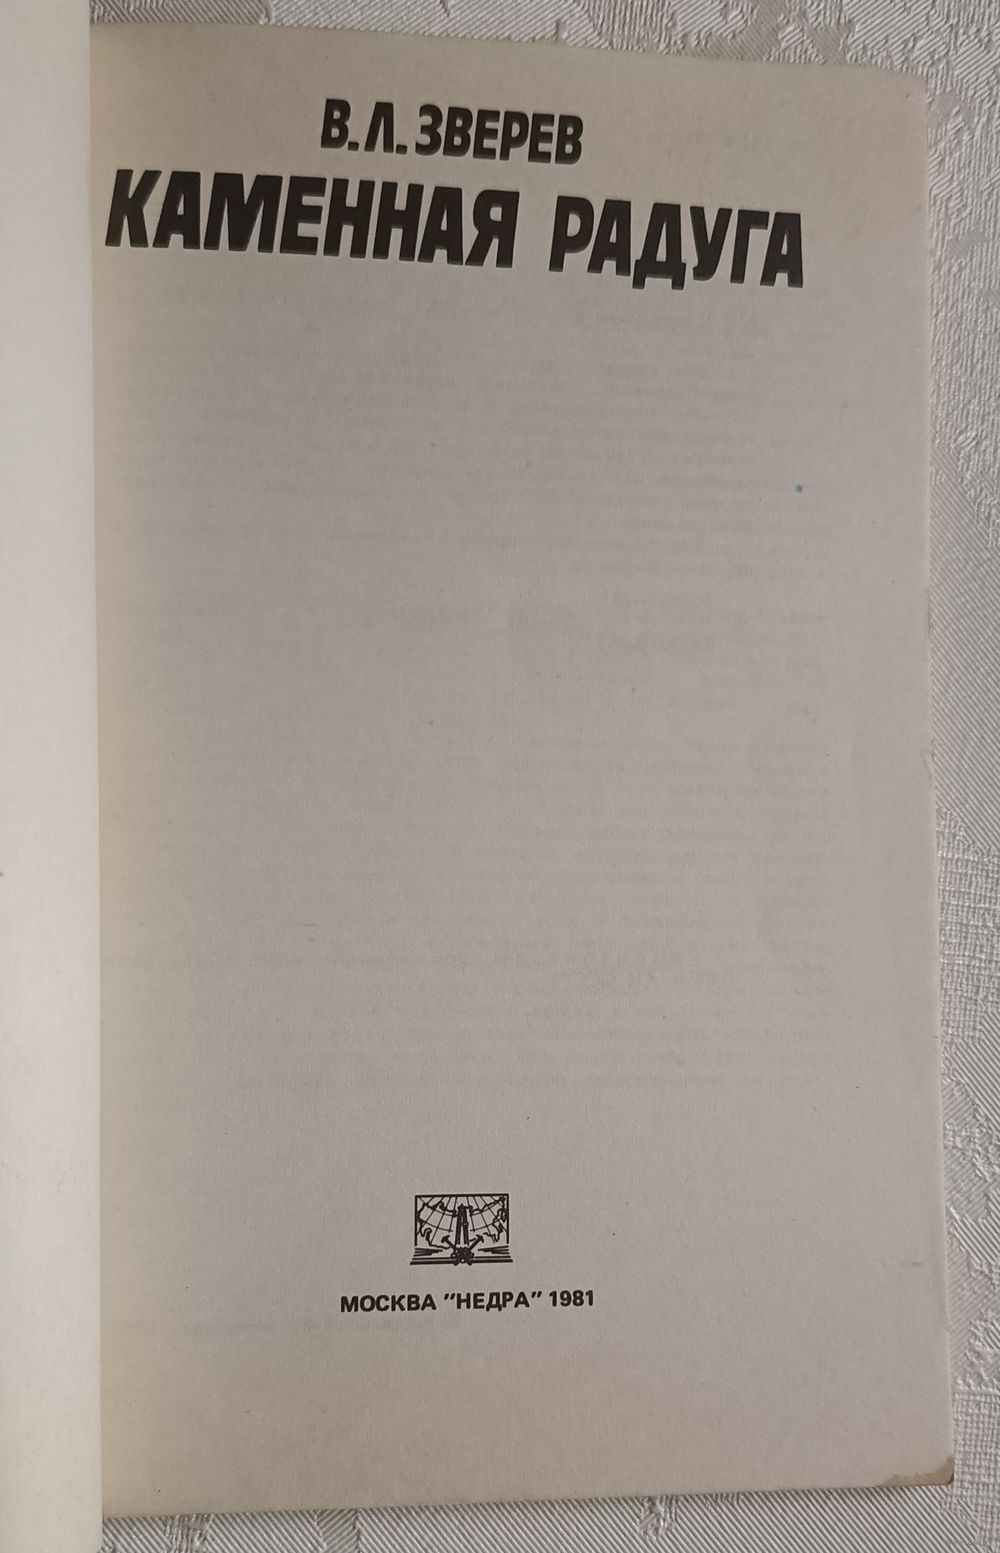 В.Л. ЗВЕРЕВ
КАМЕННАЯ РАДУГА
МОСКВА "НЕДРА" 1981